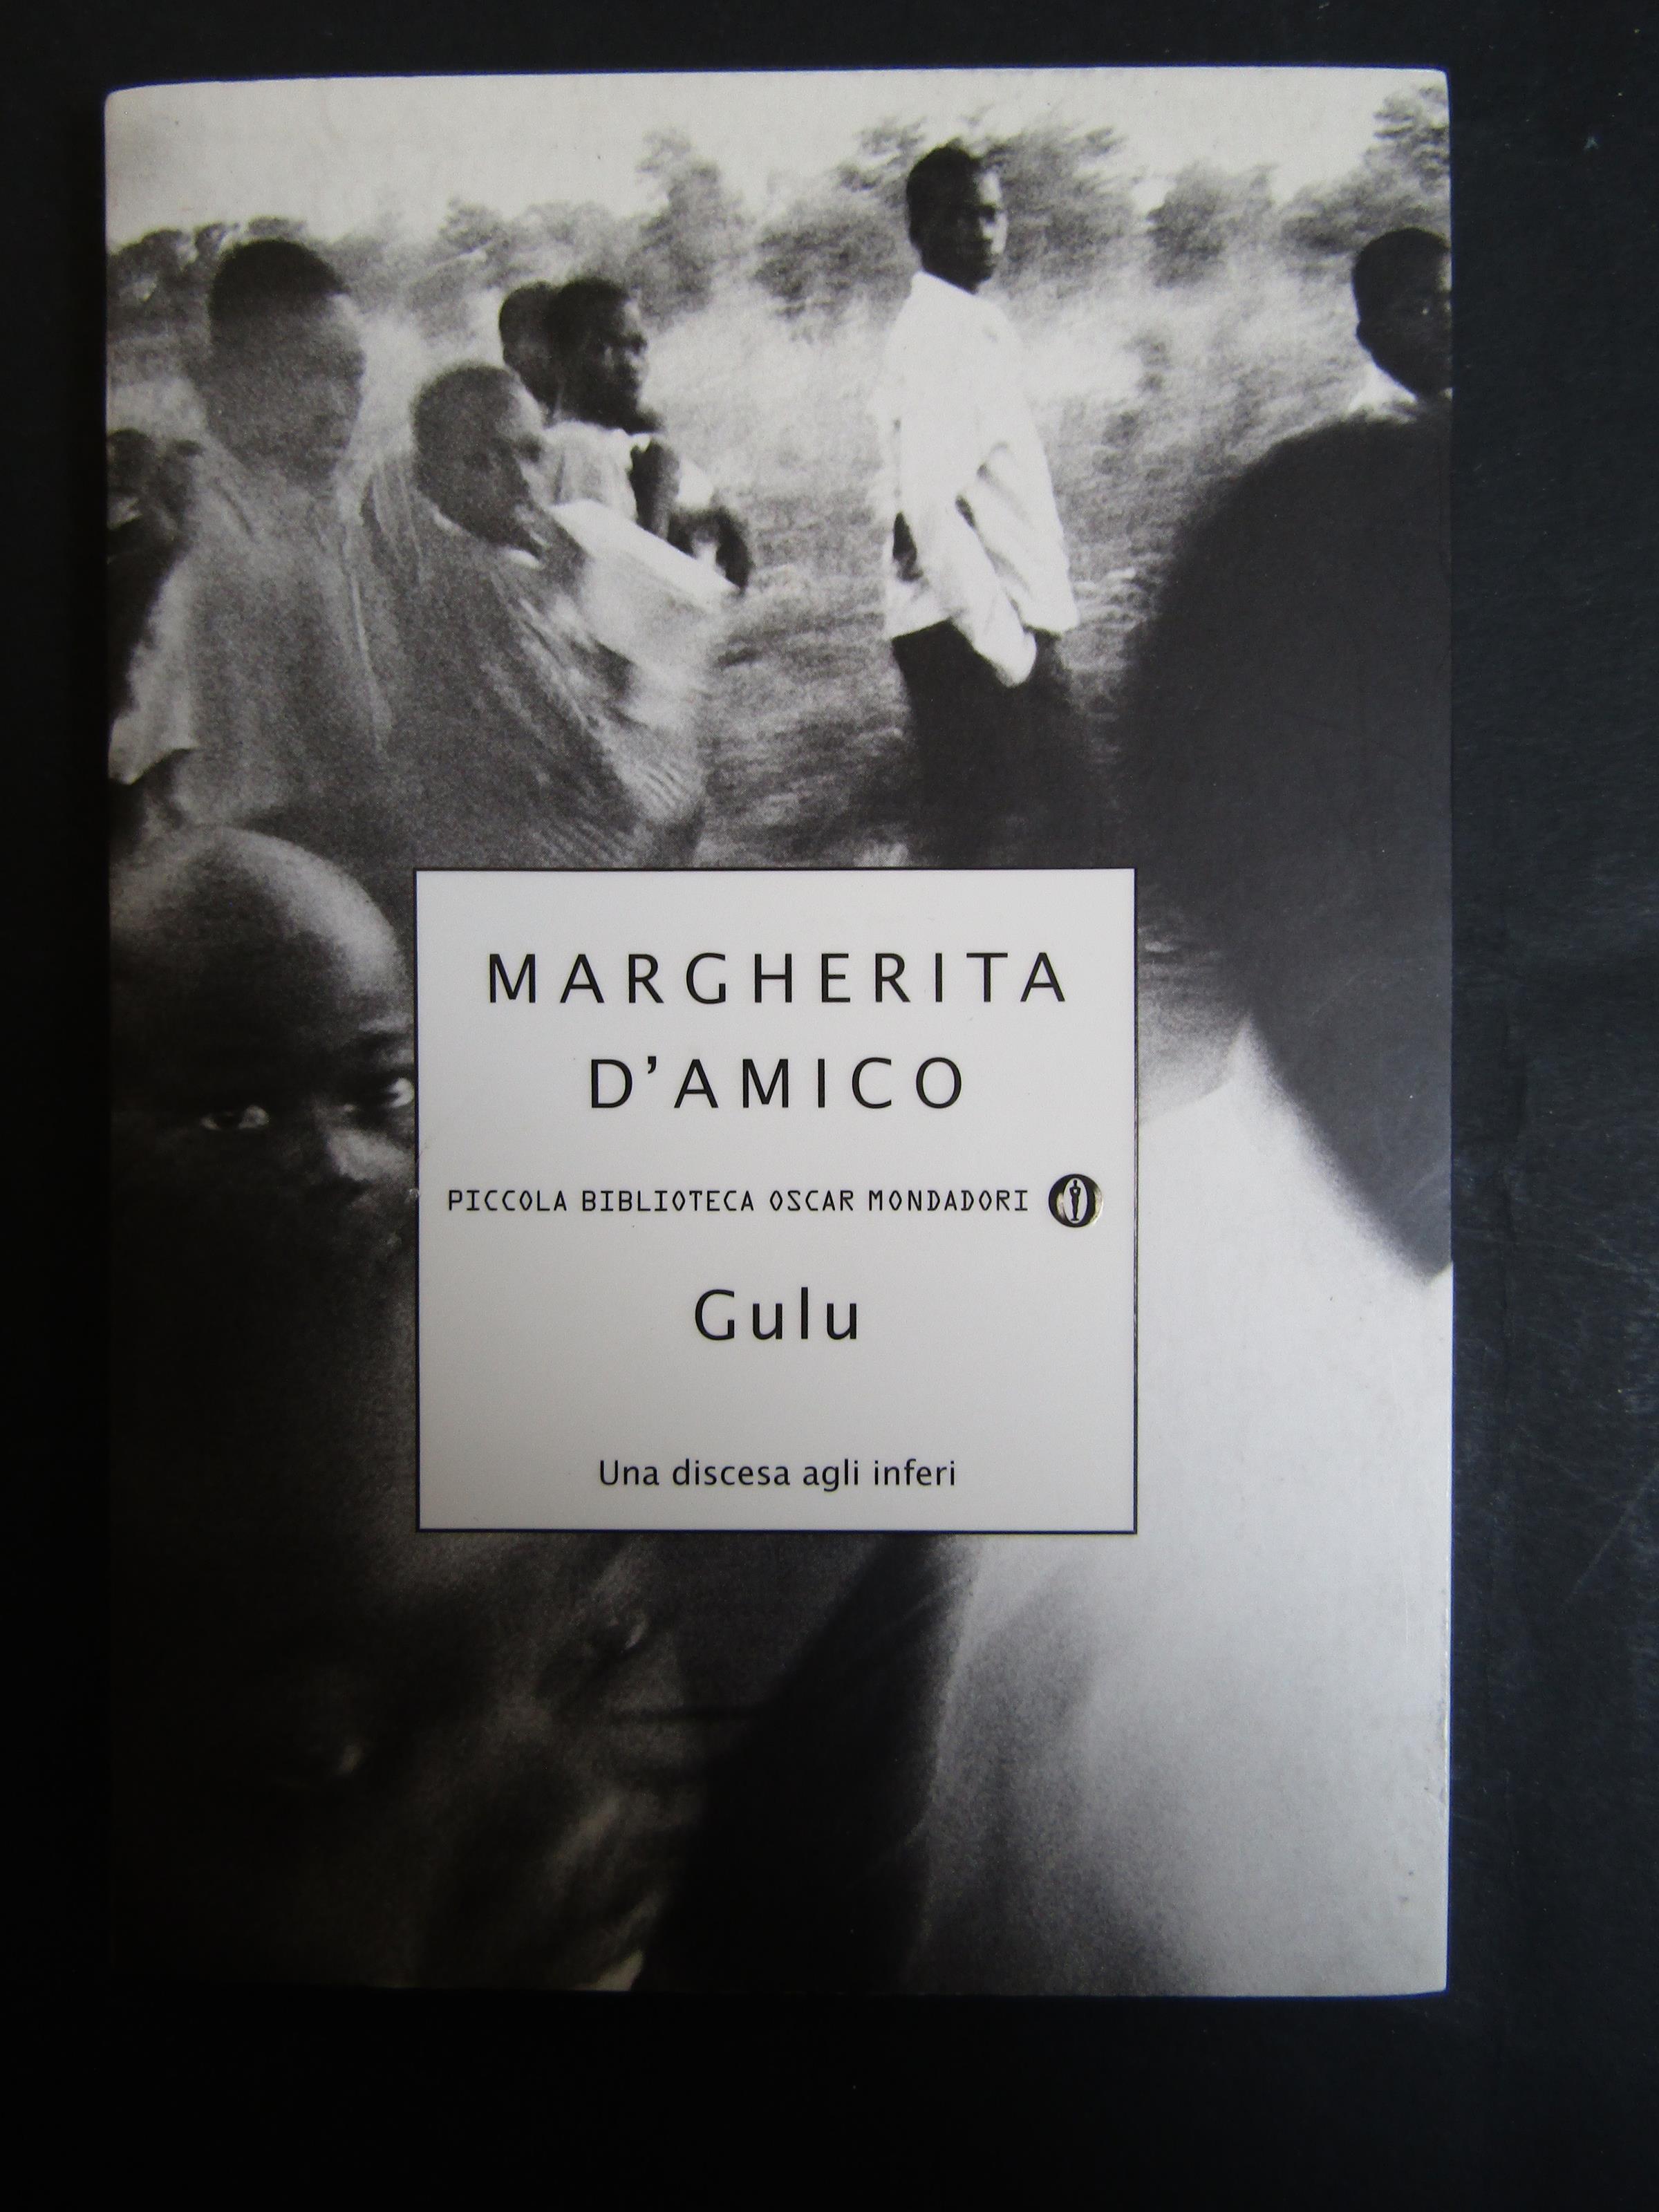 MARGHERITA
D’AMICO
PICCOLA BIBLIOTECA OSCAR MONDADORI
Gulu
Una discesa agli inferi